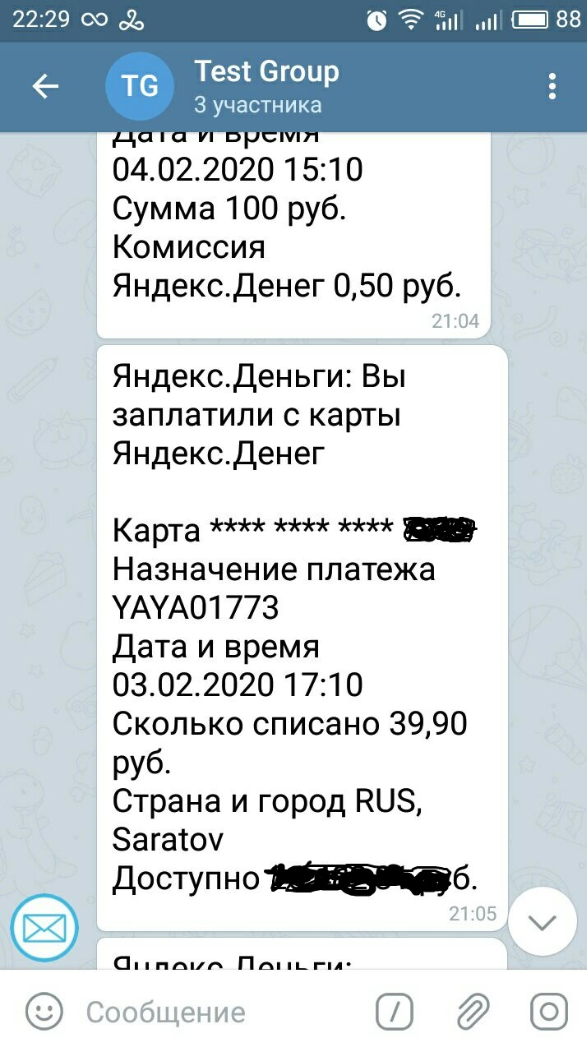 22:29
4G
88
TG
Test Group
3 участника
Дата и время
04.02.2020 15:10
Сумма 100 руб.
Комиссия
Яндекс.Денег 0,50 руб.
21:04
Яндекс.Деньги: Вы
заплатили с карты
Яндекс.Денег
Карта **** **** ****
Назначение платежа
YAYA01773
Дата и время
03.02.2020 17:10
Сколько списано 39,90
руб.
Страна и город RUS,
Saratov
Доступно б.
21:05
Яндекс.Деньги:
Сообщение